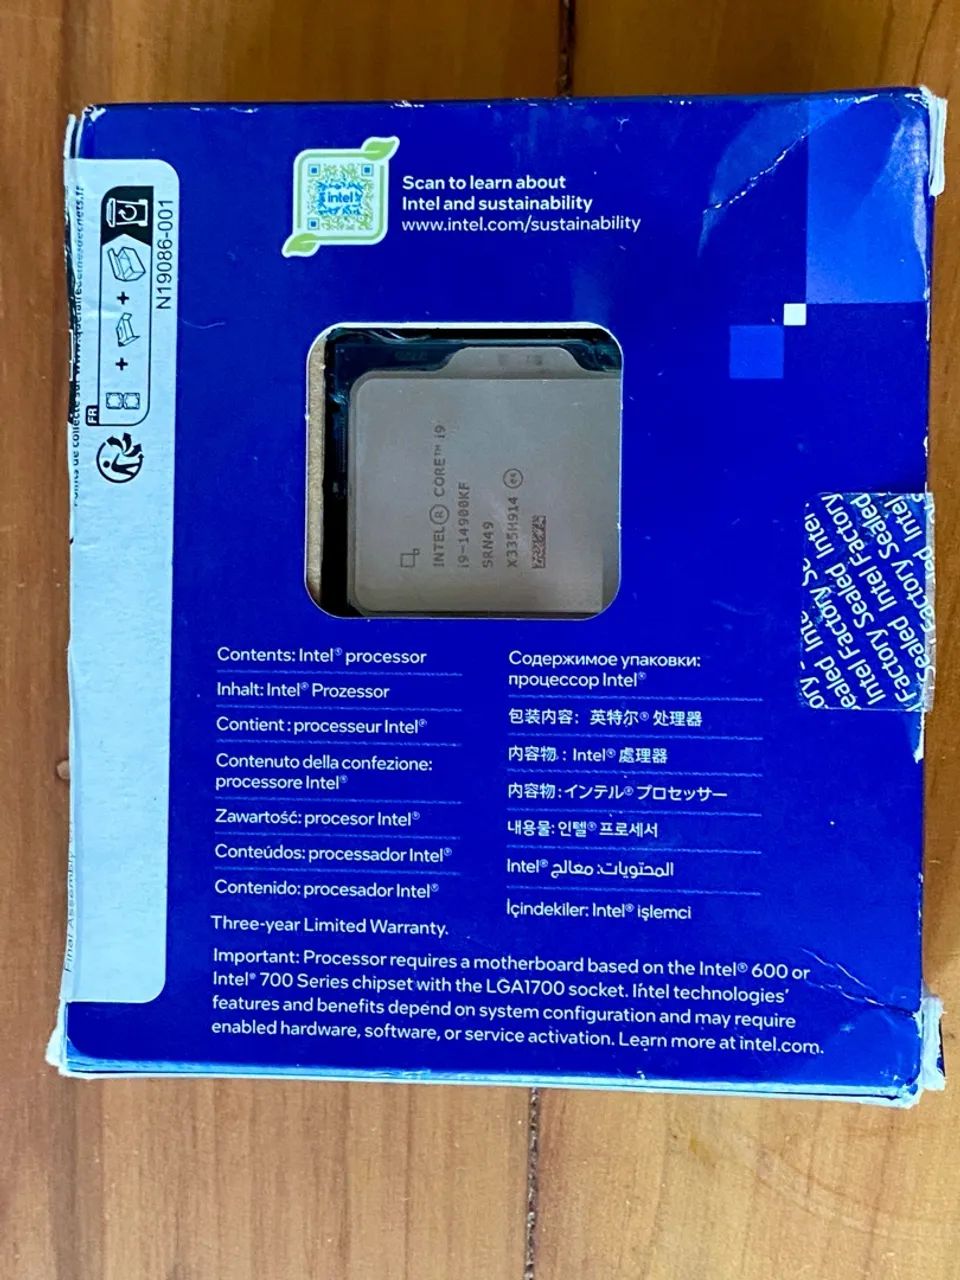 intel
Scan to learn about
Intel and sustainability
www.intel.com/sustainability
N19086-001
FR
INTEL® CORE™ i9
i9-14900KF
SRN49
X335M914 e4
Intel Factory Sealed
Contents: Intel® processor
Inhalt: Intel® Prozessor
Contient : processeur Intel®
Contenuto della confezione:
processore Intel®
Zawartość: procesor Intel®
Conteúdos: processador Intel®
Contenido: procesador Intel®
Содержимое упаковки:
процессор Intel®
包装内容：英特尔® 处理器
内容物：Intel® 處理器
内容物：インテル® プロセッサー
내용물: 인텔® 프로세서
المحتويات: معالج Intel®
İçindekiler: Intel® işlemci
Three-year Limited Warranty.
Important: Processor requires a motherboard based on the Intel® 600 or
Intel® 700 Series chipset with the LGA1700 socket. Intel technologies’
features and benefits depend on system configuration and may require
enabled hardware, software, or service activation. Learn more at intel.com.
Final Assembly